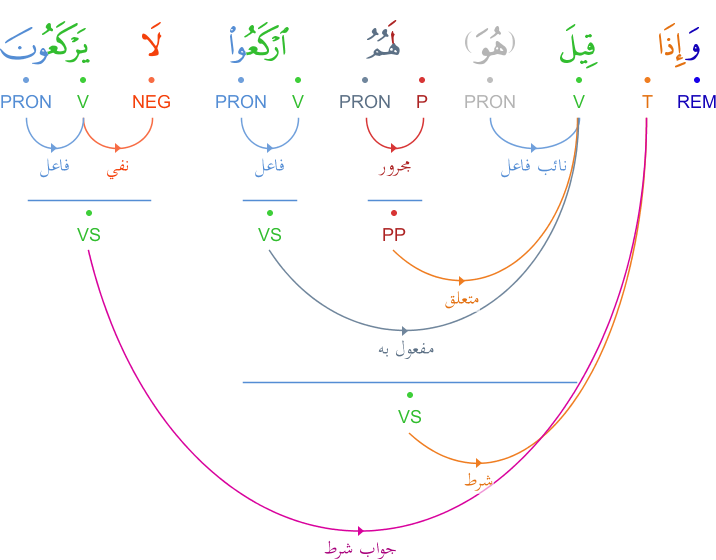 وَإِذَا قِيلَ (هُوَ) لَهُمُ ٱرْكَعُوا۟ لَا يَرْكَعُونَ
REM T V PRON P PRON V PRON NEG V PRON
نائب فاعل مجرور فاعل نفي فاعل
PP VS VS
متعلق
مفعول به
VS
شرط
جواب شرط